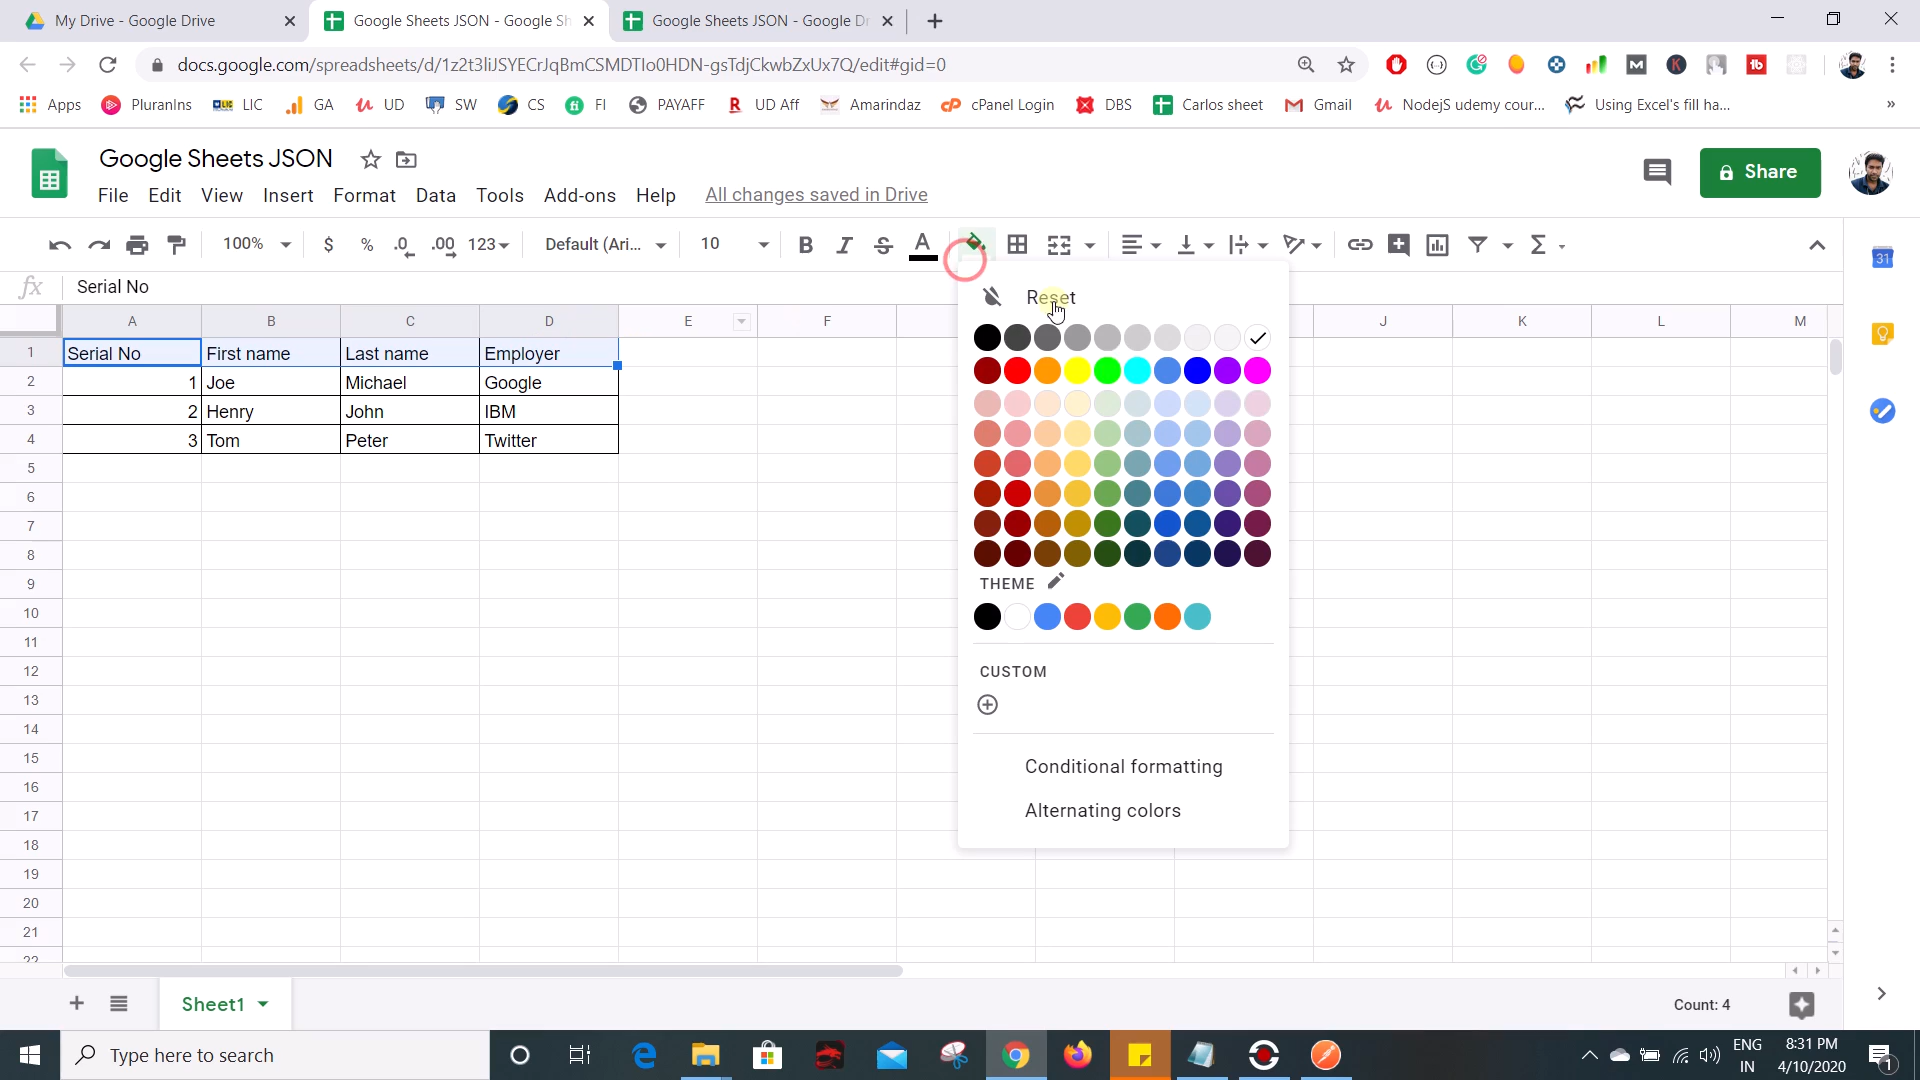 My Drive - Google Drive
Google Sheets JSON - Google Sh
Google Sheets JSON - Google Dr
docs.google.com/spreadsheets/d/1z2t3liJSYECrJqBmCSMDTIo0HDN-gsTdjCkwbZxUx7Q/edit#gid=0
Apps PluranIns LIC GA UD SW CS FI PAYAFF UD Aff Amarindaz cPanel Login DBS Carlos sheet Gmail NodejS udemy cour... Using Excel's fill ha... »
Google Sheets JSON
Share
File Edit View Insert Format Data Tools Add-ons Help All changes saved in Drive
100% $ % .0 .00 123 Default (Ari... 10 B I S A Σ
fx Serial No
Reset
A B C D E F J K L M
1 Serial No First name Last name Employer
2 1 Joe Michael Google
3 2 Henry John IBM
4 3 Tom Peter Twitter
5
6
7
8
9
10
11
12
13
14
15
16
17
18
19
20
21
22
THEME
CUSTOM
Conditional formatting
Alternating colors
Sheet1
Count: 4
Type here to search
ENG
IN
8:31 PM
4/10/2020
1